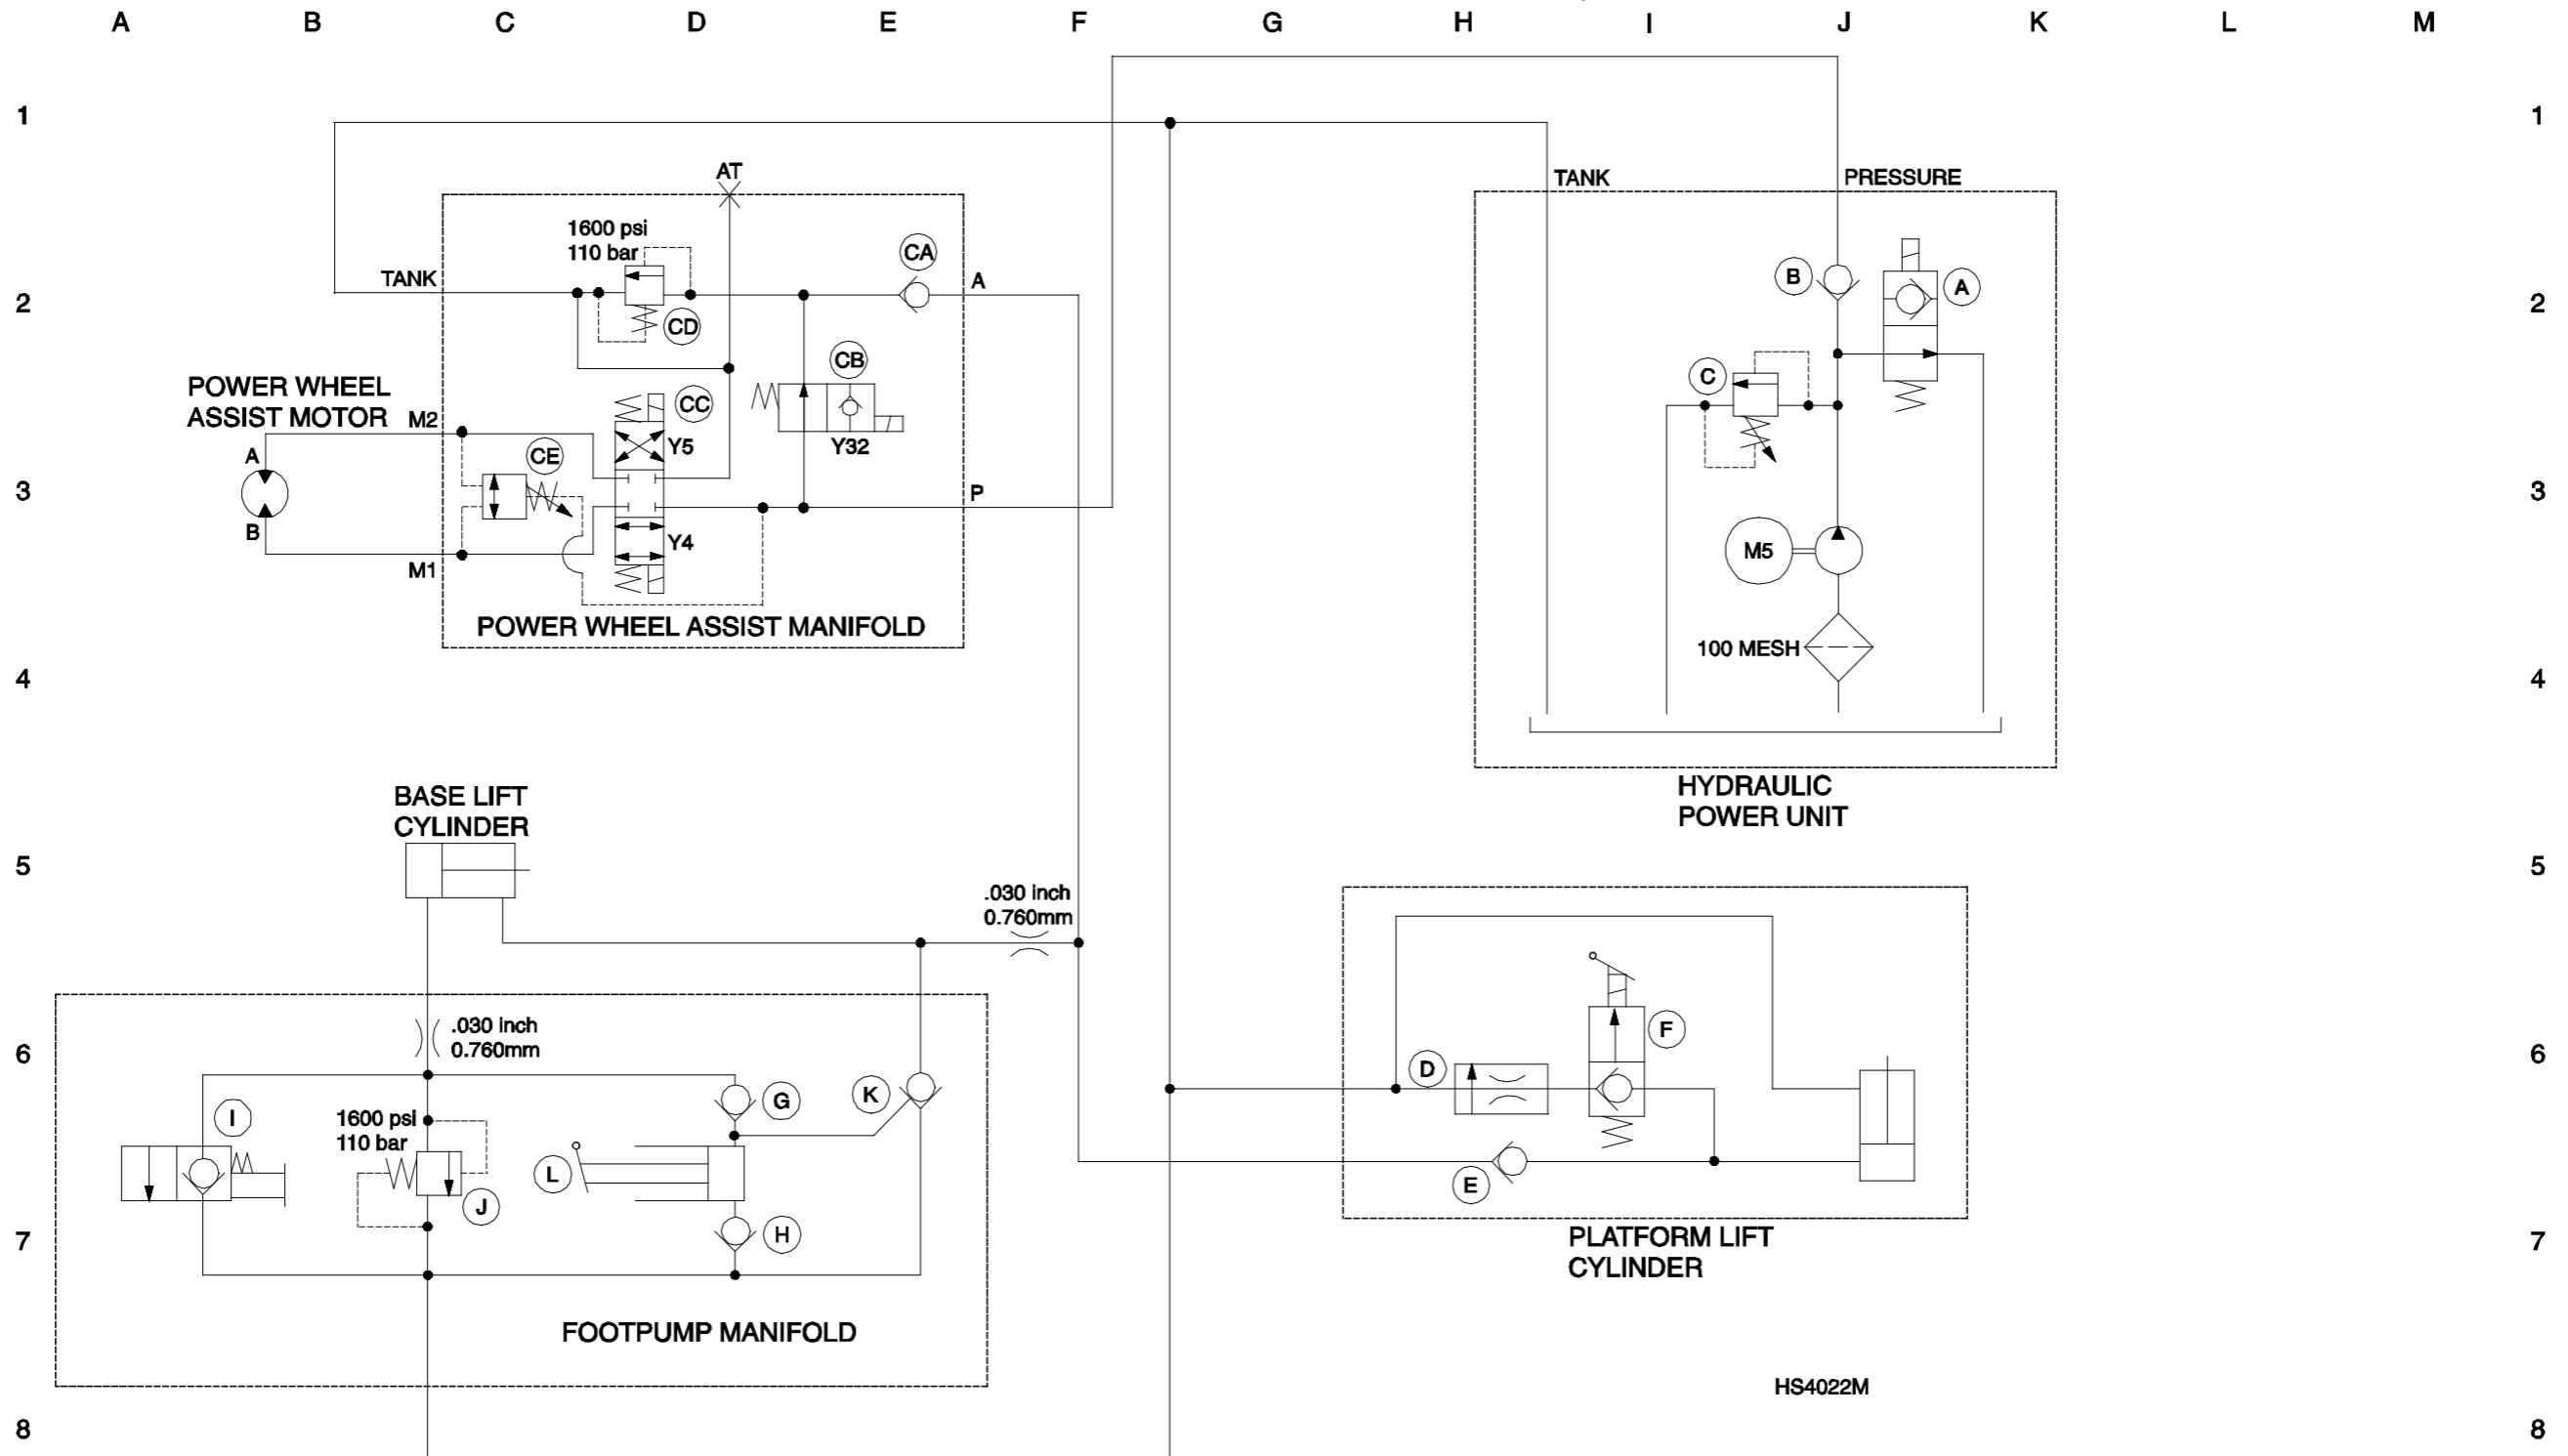 A B C D E F G H I J K L M
1 1
AT
TANK PRESSURE
1600 psi
110 bar
CA
TANK A
B A
2 2
CD
CB
POWER WHEEL
ASSIST MOTOR
C
CC
M2
Y5 Y32
A CE
3 P 3
B
Y4
M5
M1
POWER WHEEL ASSIST MANIFOLD
100 MESH
4 4
HYDRAULIC
POWER UNIT
BASE LIFT
CYLINDER
5 5
.030 inch
0.760mm
.030 inch
0.760mm
F
6 6
D
K G
I
1600 psi
110 bar
L
E
J
H
7 7
PLATFORM LIFT
CYLINDER
FOOTPUMP MANIFOLD
HS4022M
8 8